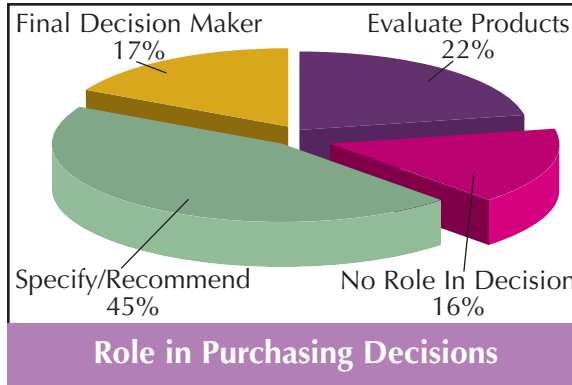 Final Decision Maker
17%
Evaluate Products
22%
Specify/Recommend
45%
No Role In Decision
16%
Role in Purchasing Decisions